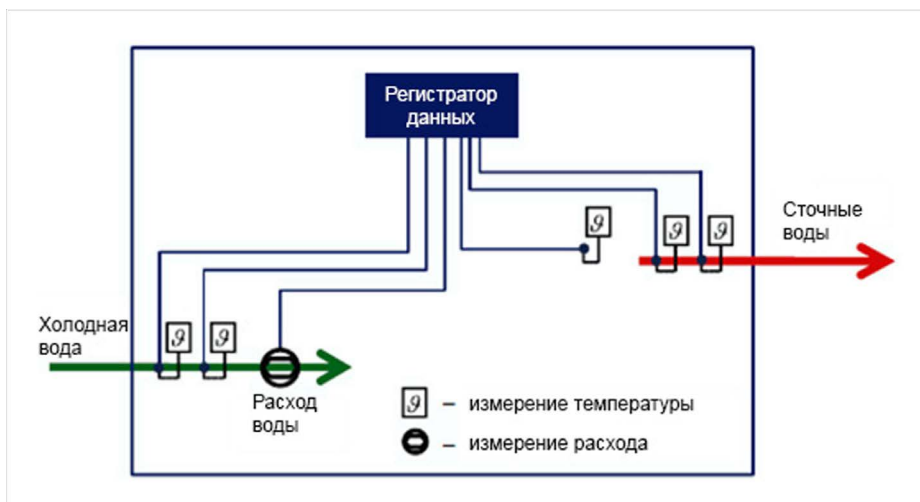 Регистратор
данных
Сточные
воды
Холодная
вода
Расход
воды
ϑ – измерение температуры
– измерение расхода
ϑ
ϑ
ϑ
ϑ
ϑ